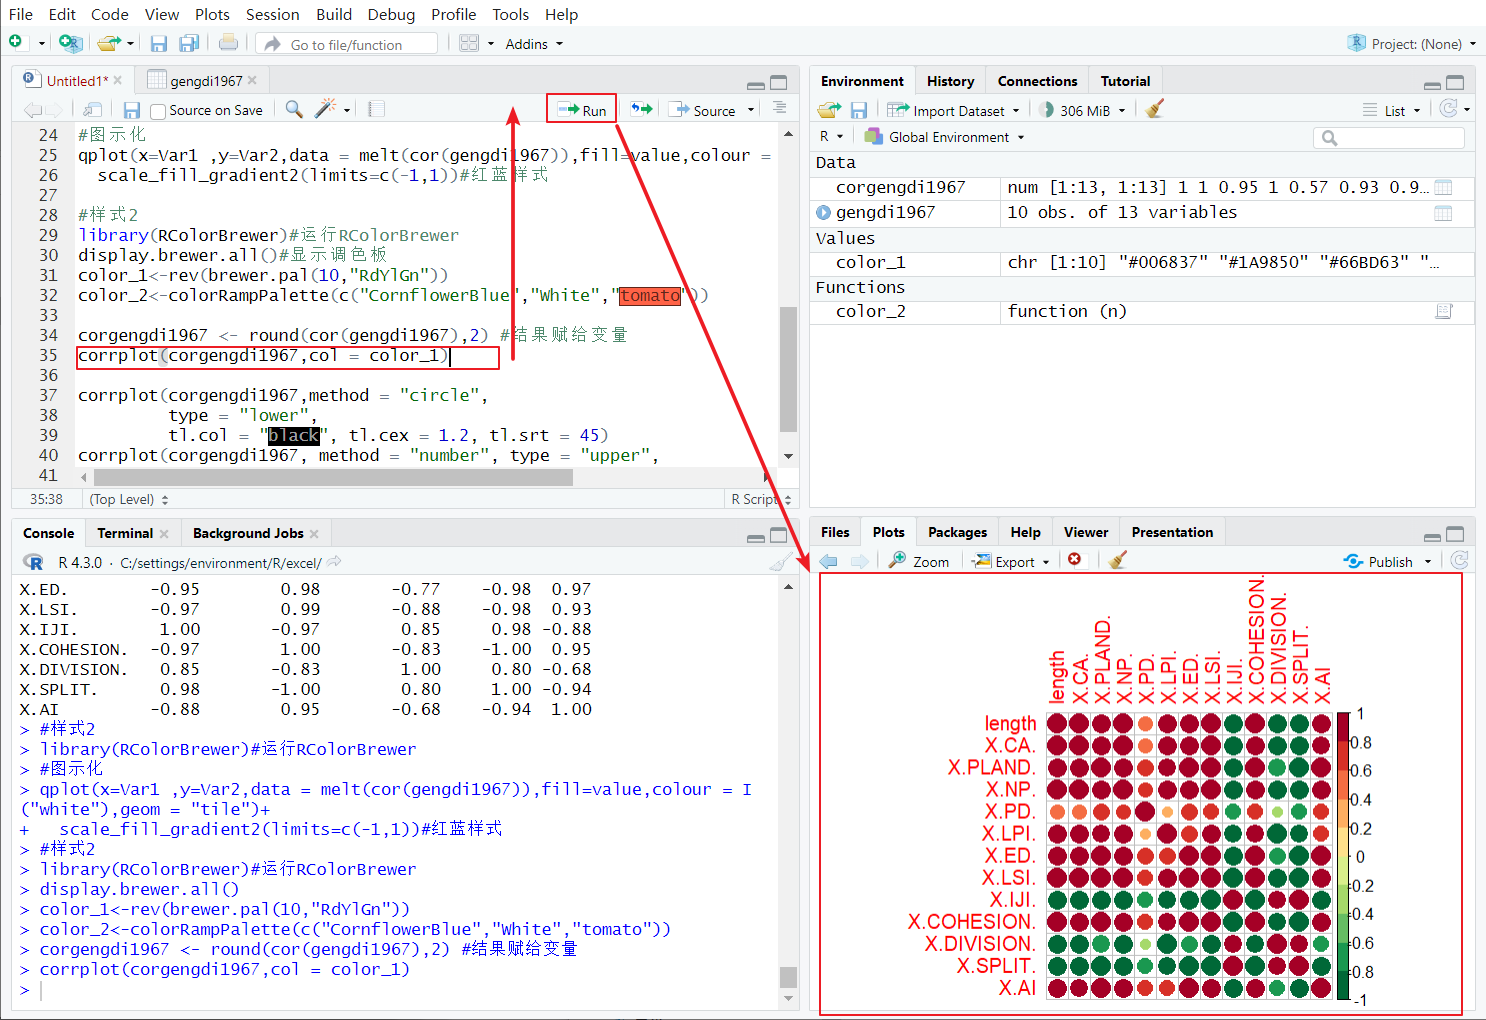 File Edit Code View Plots Session Build Debug Profile Tools Help
Go to file/function Addins Project: (None)
Untitled1* gengdi1967
Source on Save Run Source
24 #图示化
25 qplot(x=Var1 ,y=Var2,data = melt(cor(gengdi1967)),fill=value,colour =
26 scale_fill_gradient2(limits=c(-1,1))#红蓝样式
27
28 #样式2
29 library(RColorBrewer)#运行RColorBrewer
30 display.brewer.all()#显示调色板
31 color_1<-rev(brewer.pal(10,"RdYlGn"))
32 color_2<-colorRampPalette(c("CornflowerBlue","White","tomato"))
33
34 corgengdi1967 <- round(cor(gengdi1967),2) #结果赋给变量
35 corrplot(corgengdi1967,col = color_1)
36
37 corrplot(corgengdi1967,method = "circle",
38 type = "lower",
39 tl.col = "black", tl.cex = 1.2, tl.srt = 45)
40 corrplot(corgengdi1967, method = "number", type = "upper",
41
35:38 (Top Level) R Script
Environment History Connections Tutorial
Import Dataset 306 MiB List
R Global Environment
Data
corgengdi1967 num [1:13, 1:13] 1 1 0.95 1 0.57 0.93 0.9…
gengdi1967 10 obs. of 13 variables
Values
color_1 chr [1:10] "#006837" "#1A9850" "#66BD63" "…
Functions
color_2 function (n)
Console Terminal Background Jobs
R 4.3.0 · C:/settings/environment/R/excel/
X.ED. -0.95 0.98 -0.77 -0.98 0.97
X.LSI. -0.97 0.99 -0.88 -0.98 0.93
X.IJI. 1.00 -0.97 0.85 0.98 -0.88
X.COHESION. -0.97 1.00 -0.83 -1.00 0.95
X.DIVISION. 0.85 -0.83 1.00 0.80 -0.68
X.SPLIT. 0.98 -1.00 0.80 1.00 -0.94
X.AI -0.88 0.95 -0.68 -0.94 1.00
> #样式2
> library(RColorBrewer)#运行RColorBrewer
> #图示化
> qplot(x=Var1 ,y=Var2,data = melt(cor(gengdi1967)),fill=value,colour = I
("white"),geom = "tile")+
+ scale_fill_gradient2(limits=c(-1,1))#红蓝样式
> #样式2
> library(RColorBrewer)#运行RColorBrewer
> display.brewer.all()
> color_1<-rev(brewer.pal(10,"RdYlGn"))
> color_2<-colorRampPalette(c("CornflowerBlue","White","tomato"))
> corgengdi1967 <- round(cor(gengdi1967),2) #结果赋给变量
> corrplot(corgengdi1967,col = color_1)
>
Files Plots Packages Help Viewer Presentation
Zoom Export Publish
length X.CA. X.PLAND. X.NP. X.PD. X.LPI. X.ED. X.LSI. X.IJI. X.COHESION. X.DIVISION. X.SPLIT. X.AI
length
X.CA.
X.PLAND.
X.NP.
X.PD.
X.LPI.
X.ED.
X.LSI.
X.IJI.
X.COHESION.
X.DIVISION.
X.SPLIT.
X.AI
1
0.8
0.6
0.4
0.2
0
-0.2
-0.4
-0.6
-0.8
-1